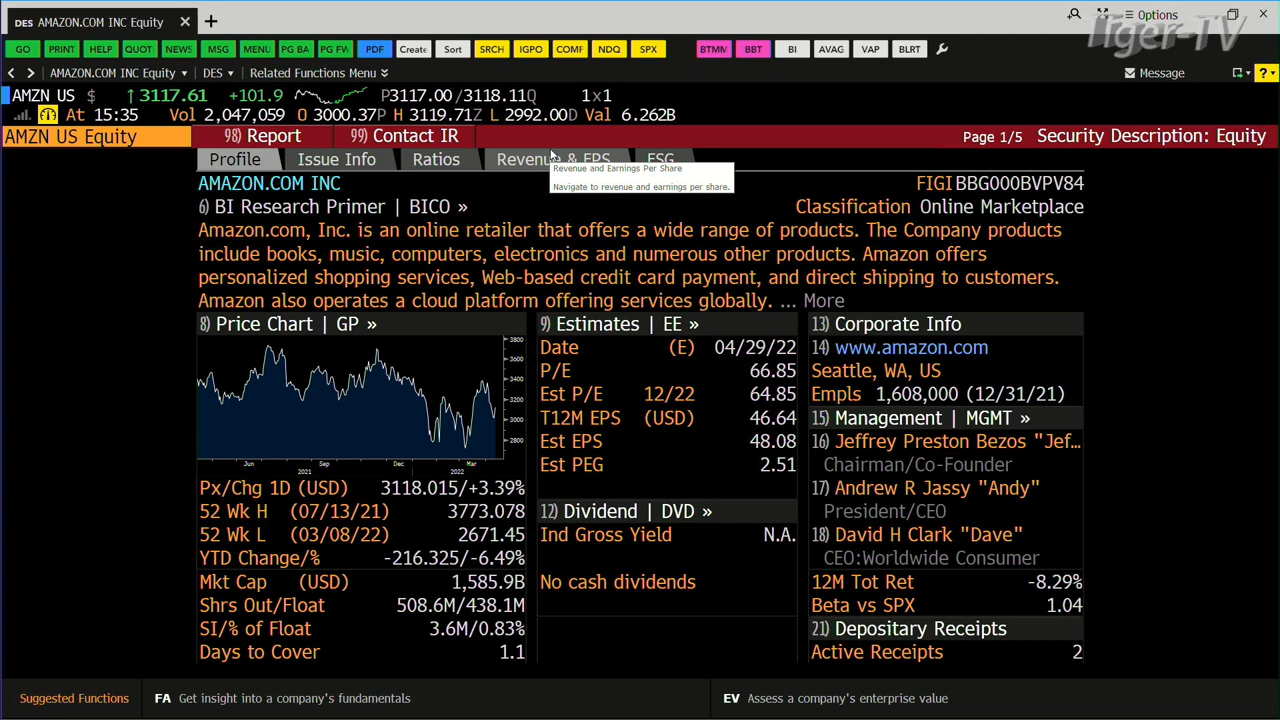 DES AMAZON.COM INC Equity × +
Options
Tiger-TV
GO PRINT HELP QUOT NEWS MSG MENU PG BA PG FW PDF Create Sort SRCH IGPO COMF NDQ SPX BTMM BBT BI AVAG VAP BLRT
AMAZON.COM INC Equity DES Related Functions Menu Message ?
AMZN US $ ↑ 3117.61 +101.9 P3117.00 /3118.11Q 1x1
At 15:35 Vol 2,047,059 O 3000.37P H 3119.71Z L 2992.00D Val 6.262B
AMZN US Equity 98) Report 99) Contact IR Page 1/5 Security Description: Equity
Profile Issue Info Ratios Revenue & EPS ESG
Revenue and Earnings Per Share
Navigate to revenue and earnings per share.
AMAZON.COM INC FIGI BBG000BVPV84
6) BI Research Primer | BICO » Classification Online Marketplace
Amazon.com, Inc. is an online retailer that offers a wide range of products. The Company products
include books, music, computers, electronics and numerous other products. Amazon offers
personalized shopping services, Web-based credit card payment, and direct shipping to customers.
Amazon also operates a cloud platform offering services globally. ... More
8) Price Chart | GP »
3800
3600
3400
3200
3000
2800
Jun Sep Dec Mar
2021 2022
Px/Chg 1D (USD) 3118.015/+3.39%
52 Wk H (07/13/21) 3773.078
52 Wk L (03/08/22) 2671.45
YTD Change/% -216.325/-6.49%
Mkt Cap (USD) 1,585.9B
Shrs Out/Float 508.6M/438.1M
SI/% of Float 3.6M/0.83%
Days to Cover 1.1
9) Estimates | EE »
Date (E) 04/29/22
P/E 66.85
Est P/E 12/22 64.85
T12M EPS (USD) 46.64
Est EPS 48.08
Est PEG 2.51
12) Dividend | DVD »
Ind Gross Yield N.A.
No cash dividends
13) Corporate Info
14) www.amazon.com
Seattle, WA, US
Empls 1,608,000 (12/31/21)
15) Management | MGMT »
16) Jeffrey Preston Bezos "Jef...
Chairman/Co-Founder
17) Andrew R Jassy "Andy"
President/CEO
18) David H Clark "Dave"
CEO:Worldwide Consumer
12M Tot Ret -8.29%
Beta vs SPX 1.04
21) Depositary Receipts
Active Receipts 2
Suggested Functions FA Get insight into a company's fundamentals EV Assess a company's enterprise value